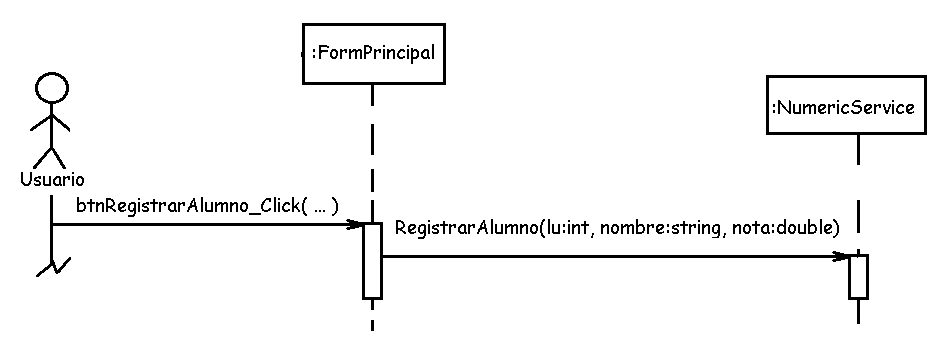 :FormPrincipal
:NumericService
Usuario
btnRegistrarAlumno_Click( ... )
RegistrarAlumno(lu:int, nombre:string, nota:double)